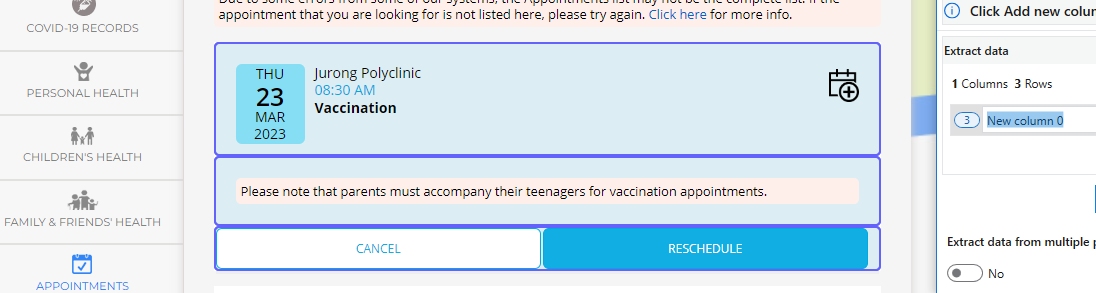 COVID-19 RECORDS
PERSONAL HEALTH
CHILDREN'S HEALTH
FAMILY & FRIENDS' HEALTH
APPOINTMENTS
Due to some errors from some of our systems, the Appointments list may not be the complete list. If the
appointment that you are looking for is not listed here, please try again. Click here for more info.
THU
23
MAR
2023
Jurong Polyclinic
08:30 AM
Vaccination
Please note that parents must accompany their teenagers for vaccination appointments.
CANCEL
RESCHEDULE
Click Add new colu
Extract data
1 Columns 3 Rows
3
New column 0
Extract data from multiple
No